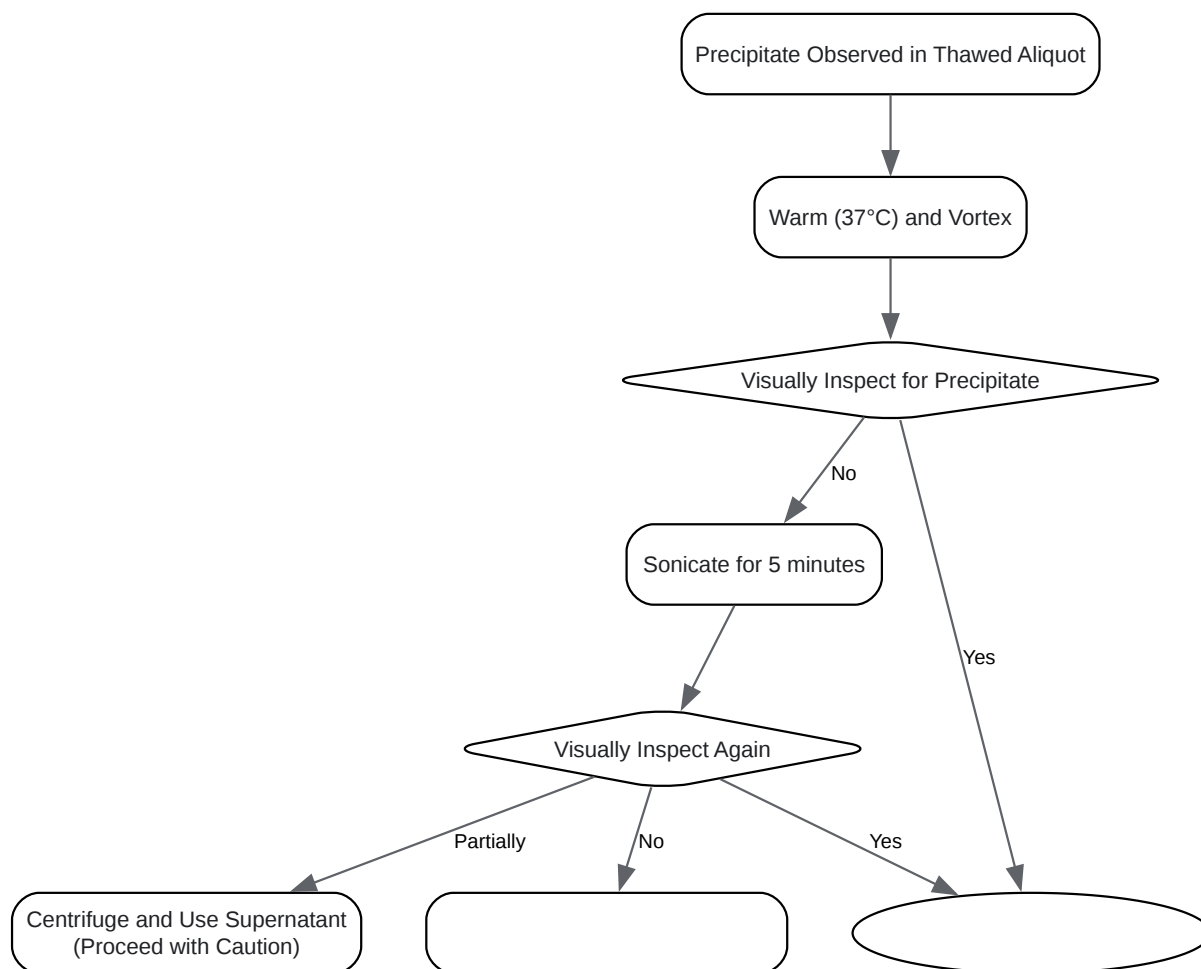 Precipitate Observed in Thawed Aliquot
Warm (37°C) and Vortex
Visually Inspect for Precipitate
No
Sonicate for 5 minutes
Yes
Visually Inspect Again
Partially
No
Yes
Centrifuge and Use Supernatant
(Proceed with Caution)